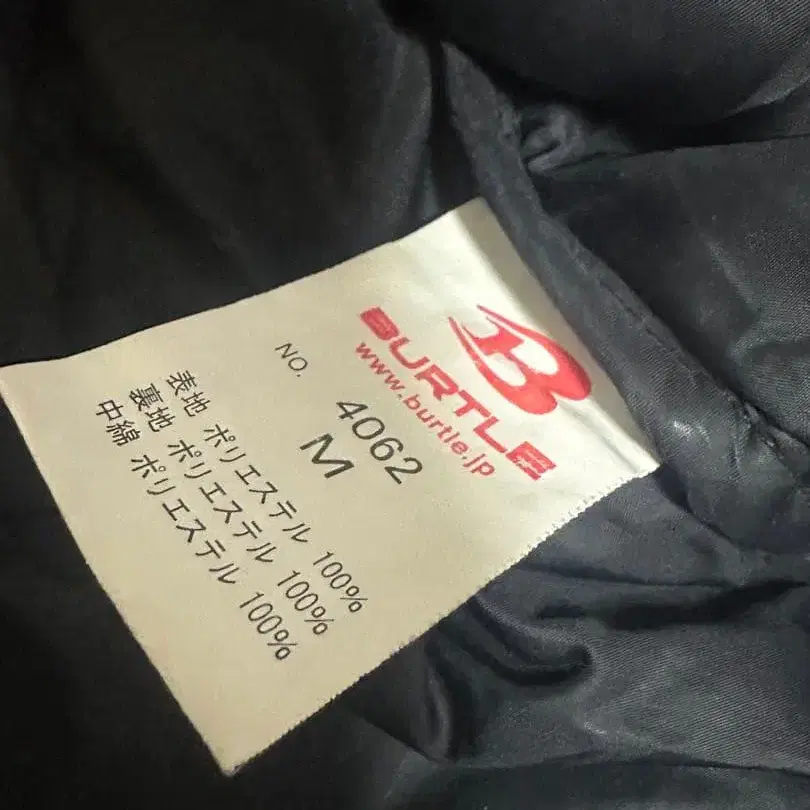 B
BURTLE
www.burtle.jp
NO. 4062
M
表地 ポリエステル 100%
裏地 ポリエステル 100%
中綿 ポリエステル 100%